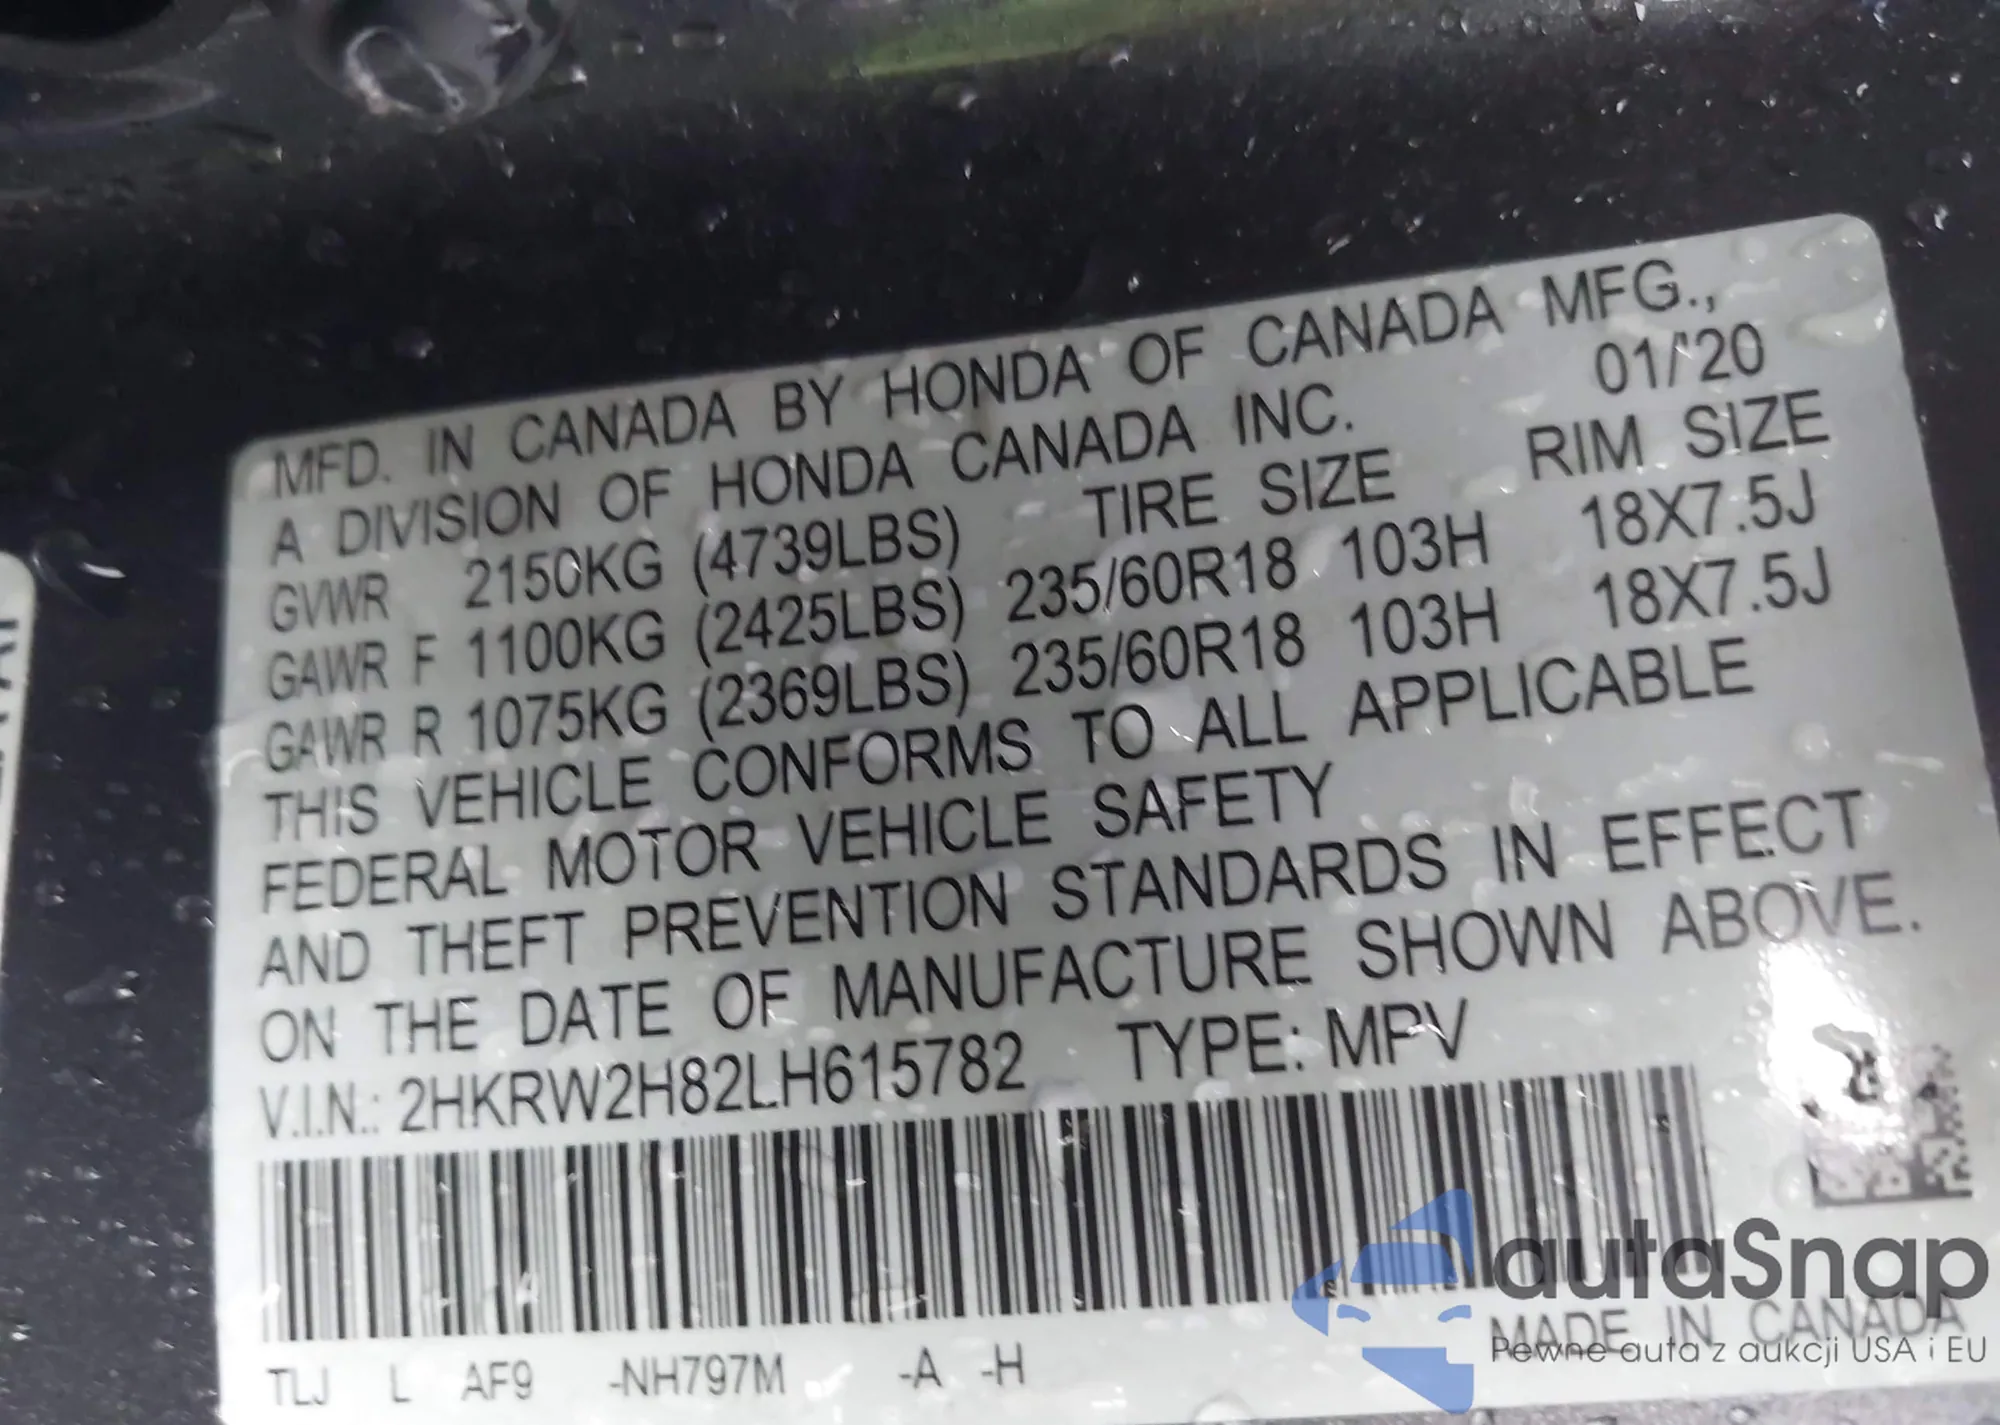 MFD. IN CANADA BY HONDA OF CANADA MFG.,
A DIVISION OF HONDA CANADA INC. 01/'20
GVWR 2150KG (4739LBS) TIRE SIZE RIM SIZE
GAWR F 1100KG (2425LBS) 235/60R18 103H 18X7.5J
GAWR R 1075KG (2369LBS) 235/60R18 103H 18X7.5J
THIS VEHICLE CONFORMS TO ALL APPLICABLE
FEDERAL MOTOR VEHICLE SAFETY
AND THEFT PREVENTION STANDARDS IN EFFECT
ON THE DATE OF MANUFACTURE SHOWN ABOVE.
V.I.N.: 2HKRW2H82LH615782 TYPE: MPV
TLJ L AF9 -NH797M -A -H
MADE IN CANADA
autaSnap
Pewne auta z aukcji USA i EU